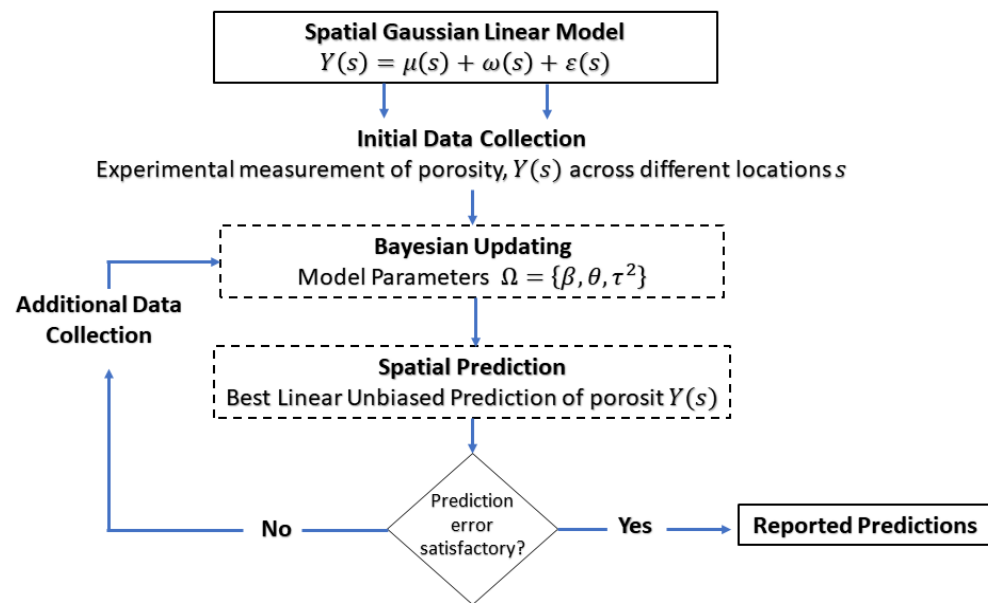 Spatial Gaussian Linear Model
Y(s) = μ(s) + ω(s) + ε(s)
Initial Data Collection
Experimental measurement of porosity, Y(s) across different locations s
Bayesian Updating
Model Parameters Ω = {β, θ, τ²}
Additional Data
Collection
Spatial Prediction
Best Linear Unbiased Prediction of porosit Y(s)
Prediction
error
satisfactory?
No
Yes
Reported Predictions